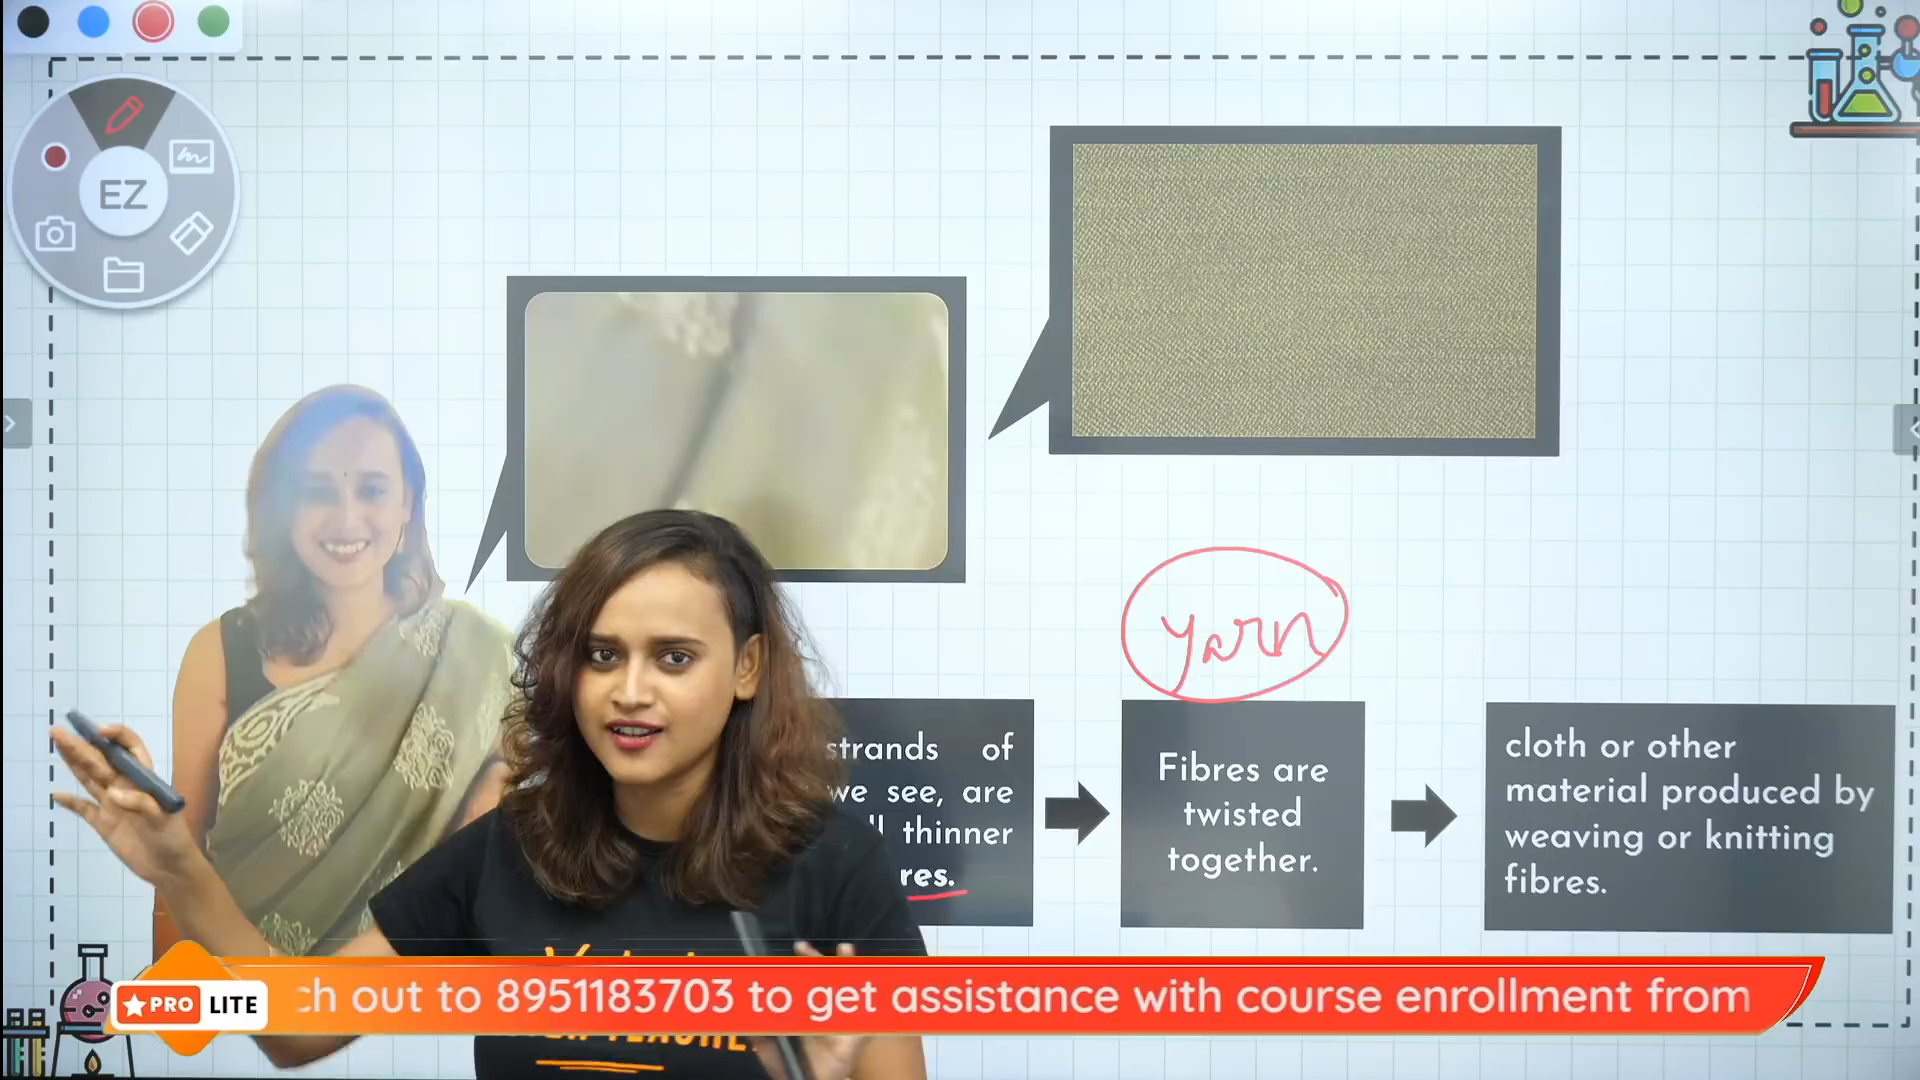 EZ
yarn
strands of
we see, are
thinner
res.
Fibres are
twisted
together.
cloth or other
material produced by
weaving or knitting
fibres.
PRO LITE
ch out to 8951183703 to get assistance with course enrollment from